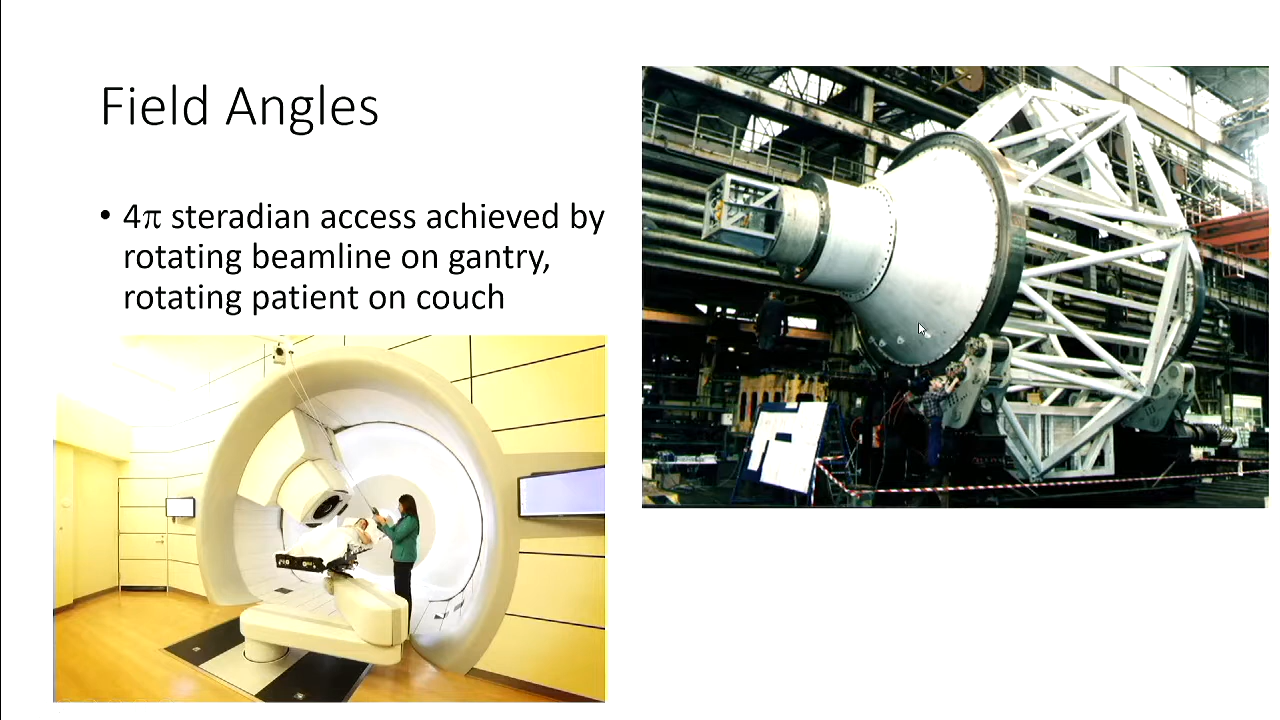 Field Angles
• 4π steradian access achieved by
rotating beamline on gantry,
rotating patient on couch